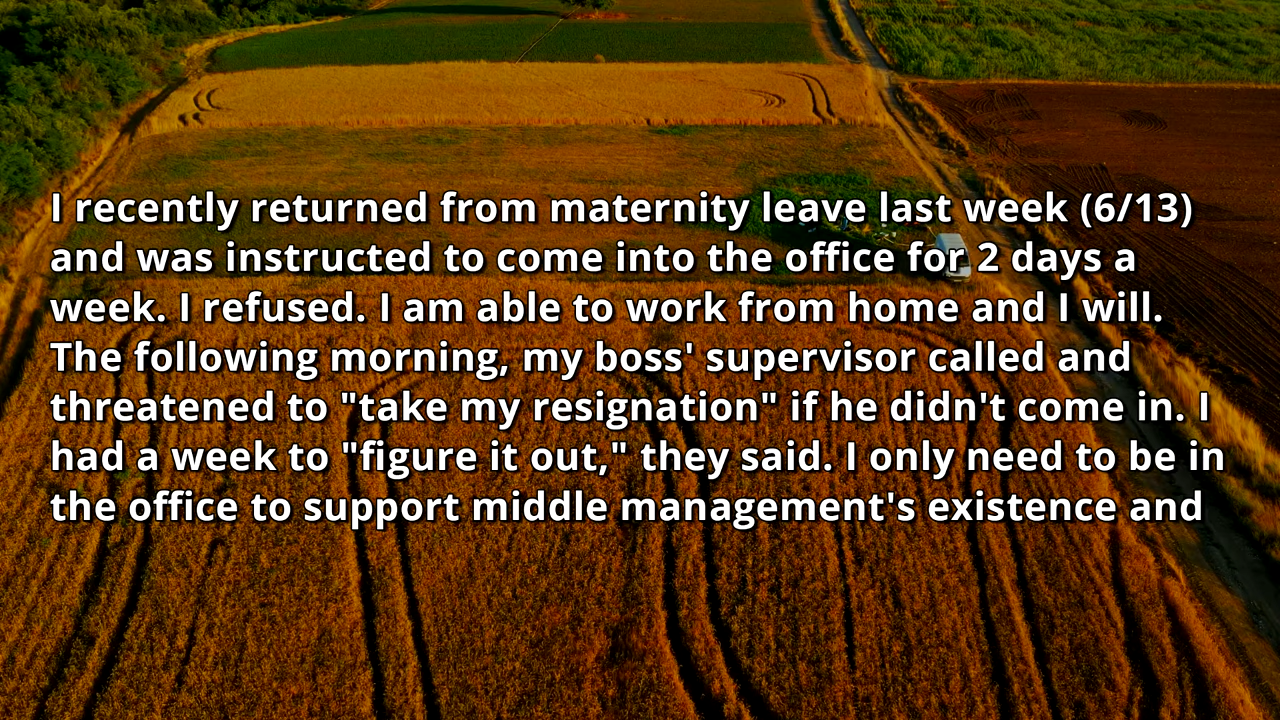 I recently returned from maternity leave last week (6/13)
and was instructed to come into the office for 2 days a
week. I refused. I am able to work from home and I will.
The following morning, my boss' supervisor called and
threatened to "take my resignation" if he didn't come in. I
had a week to "figure it out," they said. I only need to be in
the office to support middle management's existence and